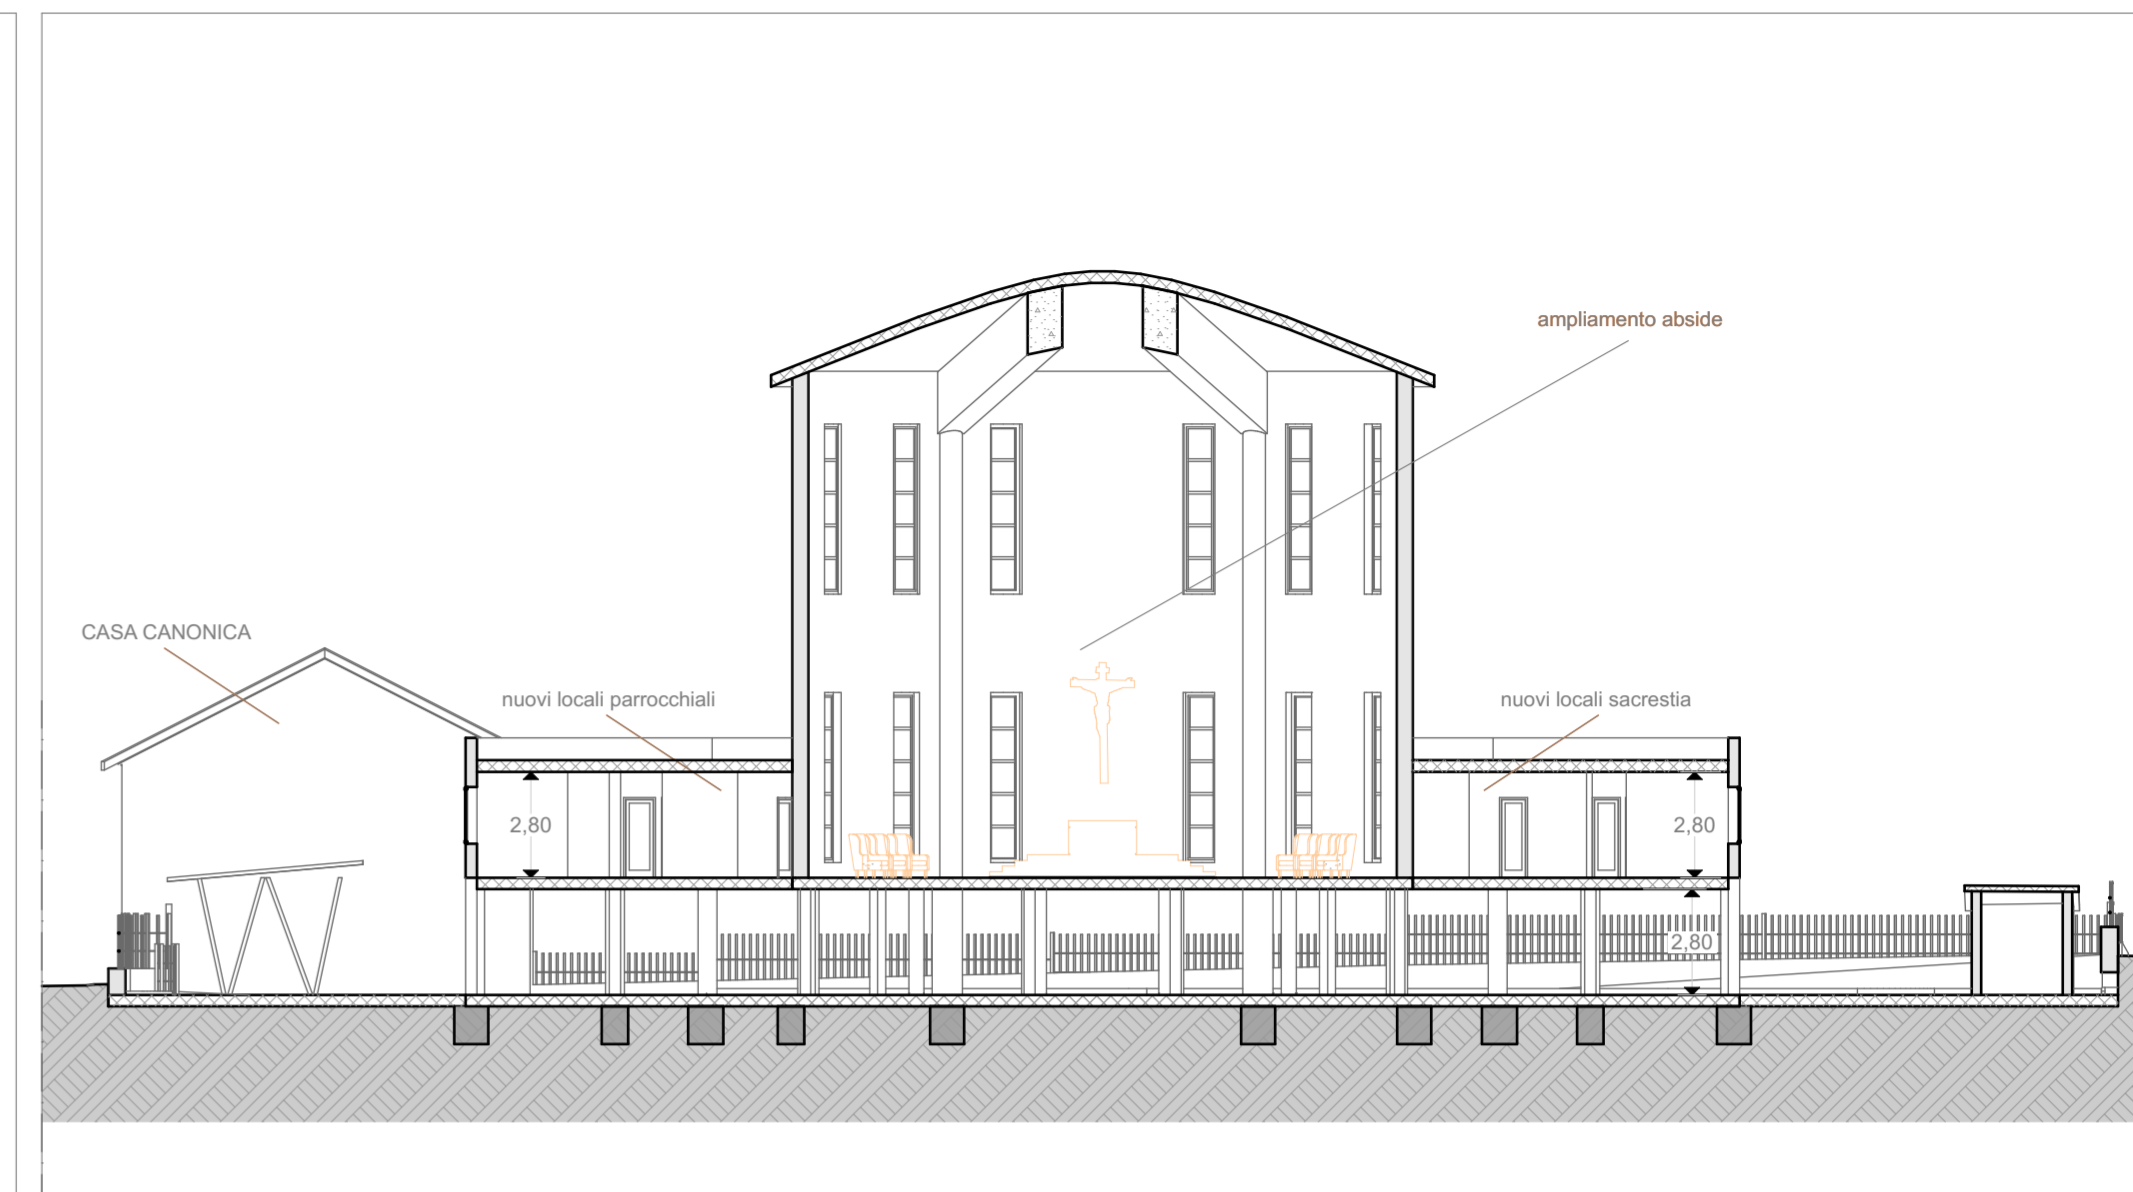 ampliamento abside
CASA CANONICA
nuovi locali parrocchiali
nuovi locali sacrestia
2,80
2,80
2,80